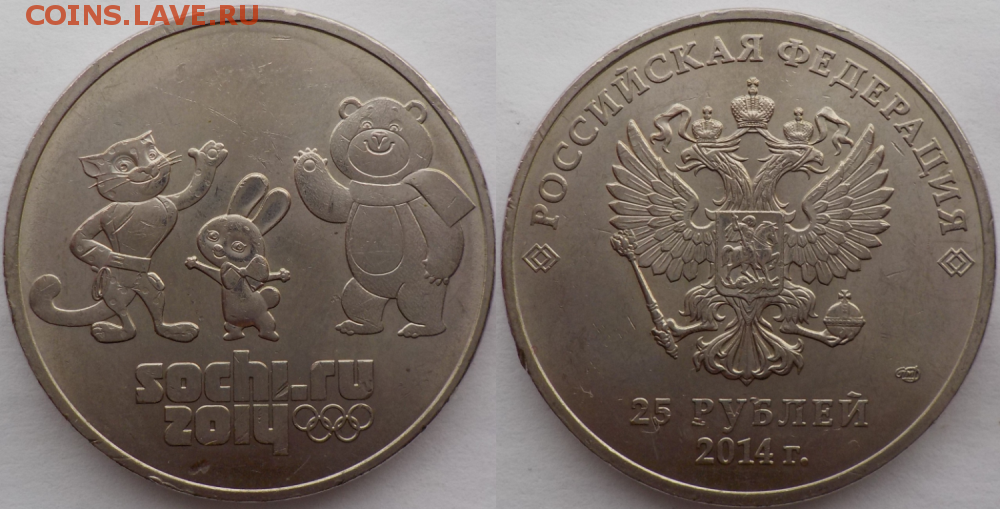 COINS.LAVE.RU
sochi.ru
2014
РОССИЙСКАЯ ФЕДЕРАЦИЯ
25 РУБЛЕЙ
2014 г.